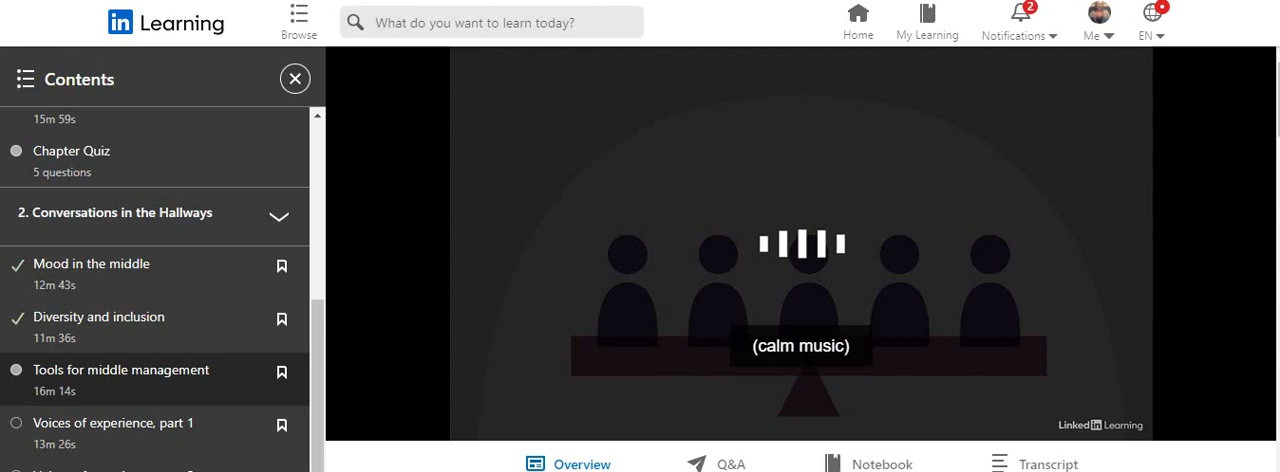 in Learning
Browse
What do you want to learn today?
Home
My Learning
2
Notifications
Me
EN
Contents
15m 59s
Chapter Quiz
5 questions
2. Conversations in the Hallways
Mood in the middle
12m 43s
Diversity and inclusion
11m 36s
Tools for middle management
16m 14s
Voices of experience, part 1
13m 26s
(calm music)
Linked in Learning
Overview
Q&A
Notebook
Transcript